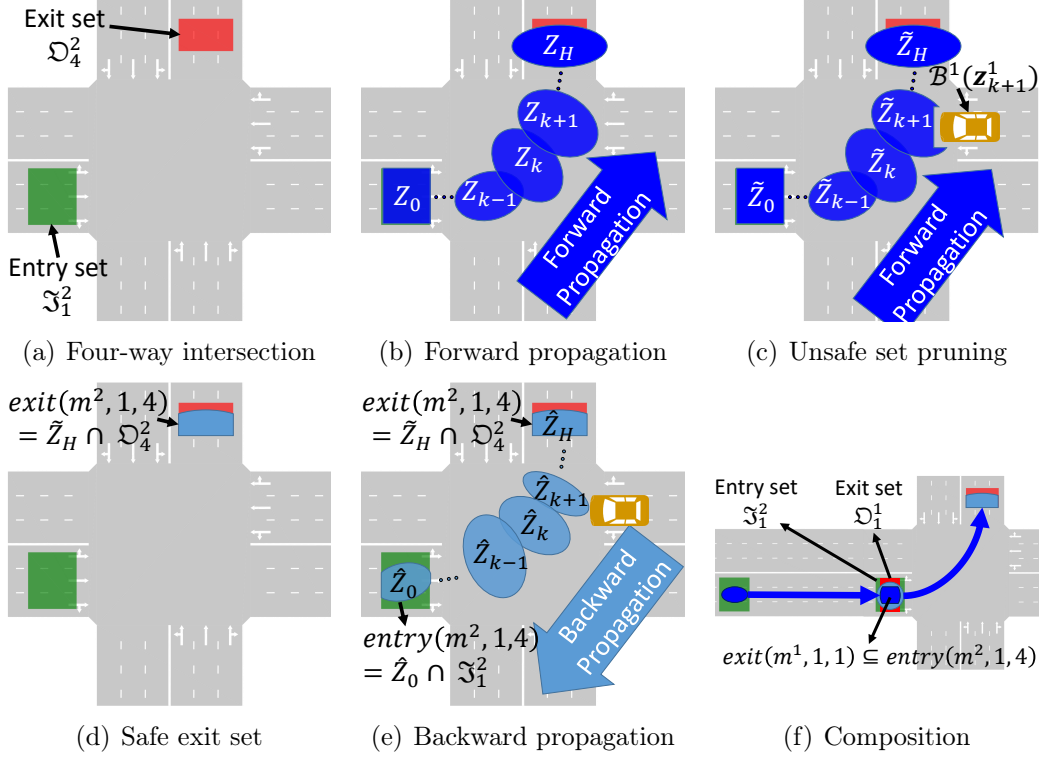 Exit set
𝔒₄²
Entry set
ℑ₁²
(a) Four-way intersection
Z_H
Z_{k+1}
Z_k
Z_{k−1}
Z_0
Forward
Propagation
(b) Forward propagation
Z̃_H
ℬ¹(𝐳¹_{k+1})
Z̃_{k+1}
Z̃_k
Z̃_{k−1}
Z̃_0
Forward
Propagation
(c) Unsafe set pruning
exit(m², 1, 4)
= Z̃_H ∩ 𝔒₄²
(d) Safe exit set
exit(m², 1, 4)
= Z̃_H ∩ 𝔒₄²
Ẑ_H
Ẑ_{k+1}
Ẑ_k
Ẑ_{k−1}
Ẑ_0
Backward
Propagation
entry(m², 1,4)
= Ẑ_0 ∩ ℑ₁²
(e) Backward propagation
Entry set
ℑ₁²
Exit set
𝔒₁¹
exit(m¹, 1, 1) ⊆ entry(m², 1, 4)
(f) Composition